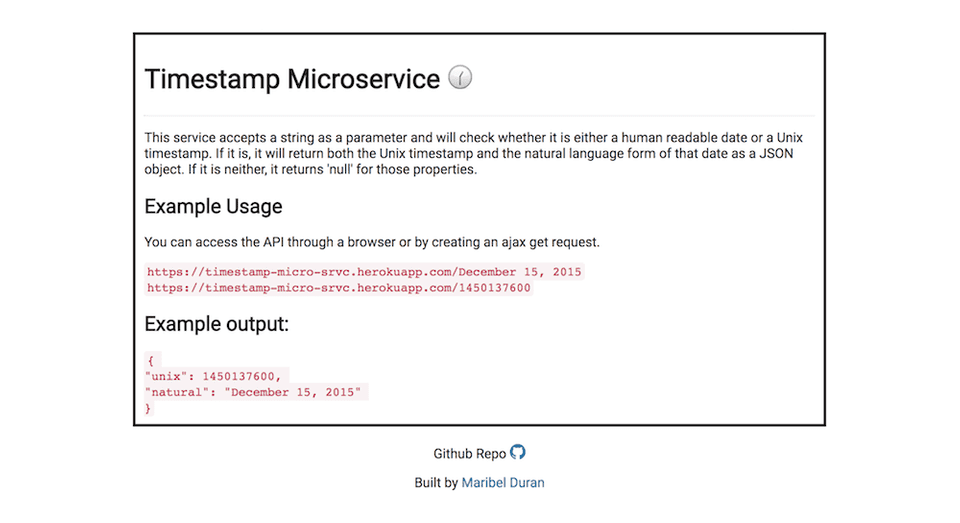 Timestamp Microservice
This service accepts a string as a parameter and will check whether it is either a human readable date or a Unix
timestamp. If it is, it will return both the Unix timestamp and the natural language form of that date as a JSON
object. If it is neither, it returns 'null' for those properties.
Example Usage
You can access the API through a browser or by creating an ajax get request.
https://timestamp-micro-srvc.herokuapp.com/December 15, 2015
https://timestamp-micro-srvc.herokuapp.com/1450137600
Example output:
{
"unix": 1450137600,
"natural": "December 15, 2015"
}
Github Repo
Built by Maribel Duran